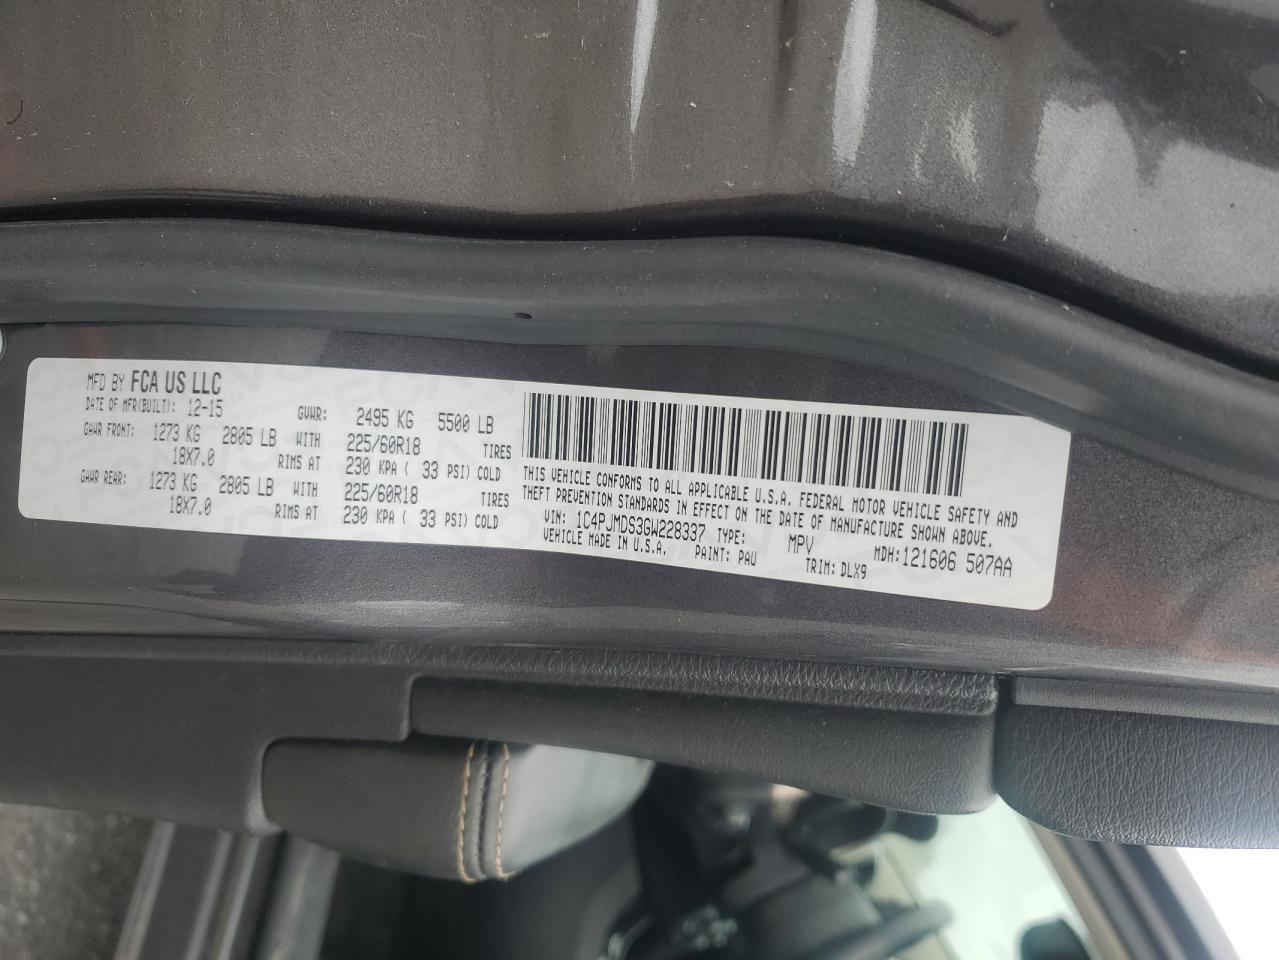 MFD BY FCA US LLC
DATE OF MFR(BUILT): 12-15 GVWR: 2495 KG 5500 LB
GAWR FRONT: 1273 KG 2805 LB WITH 225/60R18 TIRES
18X7.0 RIMS AT 230 KPA ( 33 PSI) COLD
GAWR REAR: 1273 KG 2805 LB WITH 225/60R18 TIRES
18X7.0 RIMS AT 230 KPA ( 33 PSI) COLD
THIS VEHICLE CONFORMS TO ALL APPLICABLE U.S.A. FEDERAL MOTOR VEHICLE SAFETY AND
THEFT PREVENTION STANDARDS IN EFFECT ON THE DATE OF MANUFACTURE SHOWN ABOVE.
VIN: 1C4PJMDS3GW228337 TYPE: MPV MDH:121606 507AA
VEHICLE MADE IN U.S.A. PAINT: PAU TRIM: DLX9